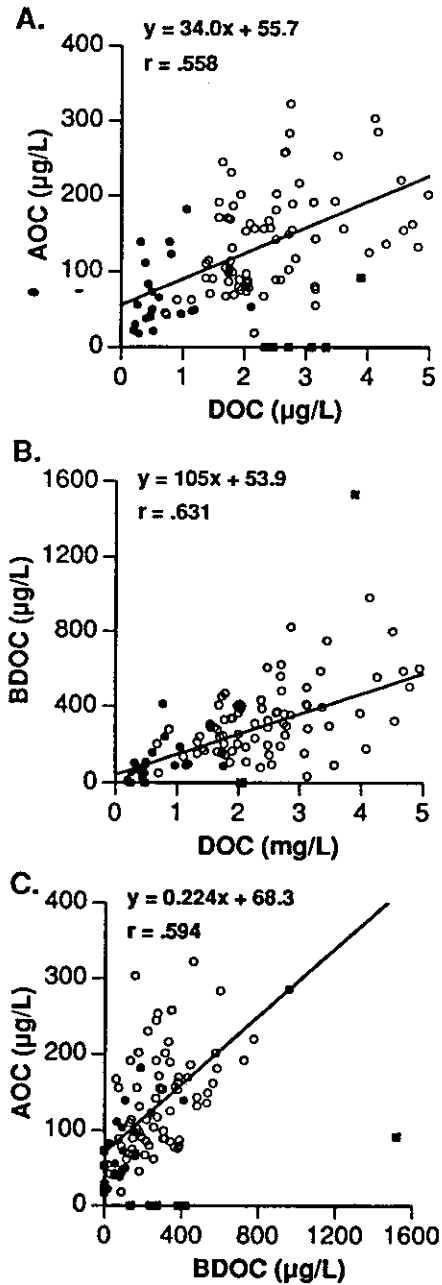 A.
y = 34.0x + 55.7
r = .558
400
300
200
100
0
AOC (µg/L)
0 1 2 3 4 5
DOC (µg/L)
B.
y = 105x + 53.9
r = .631
1600
1200
800
400
0
BDOC (µg/L)
0 1 2 3 4 5
DOC (mg/L)
C.
y = 0.224x + 68.3
r = .594
400
300
200
100
0
AOC (µg/L)
0 400 800 1200 1600
BDOC (µg/L)